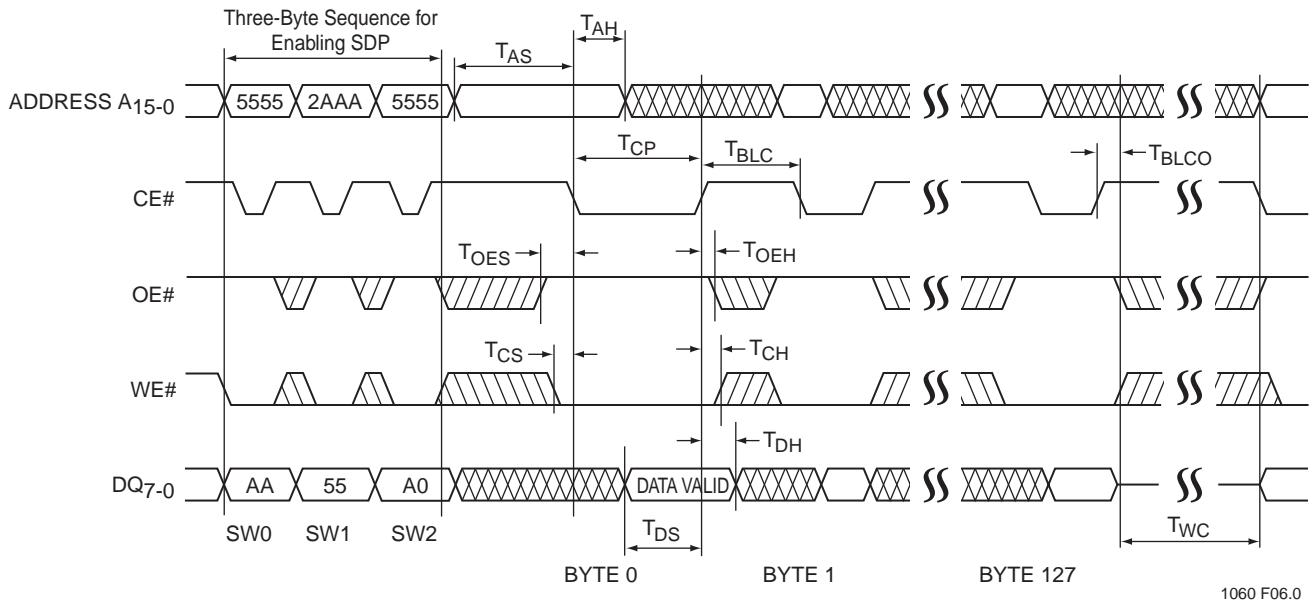 Three-Byte Sequence for
Enabling SDP
TAS
TAH
ADDRESS A15-0
5555
2AAA
5555
TCP
TBLC
TBLCO
CE#
TOES
TOEH
OE#
TCS
TCH
WE#
TDH
DQ7-0
AA
55
A0
DATA VALID
SW0
SW1
SW2
TDS
TWC
BYTE 0
BYTE 1
BYTE 127
1060 F06.0